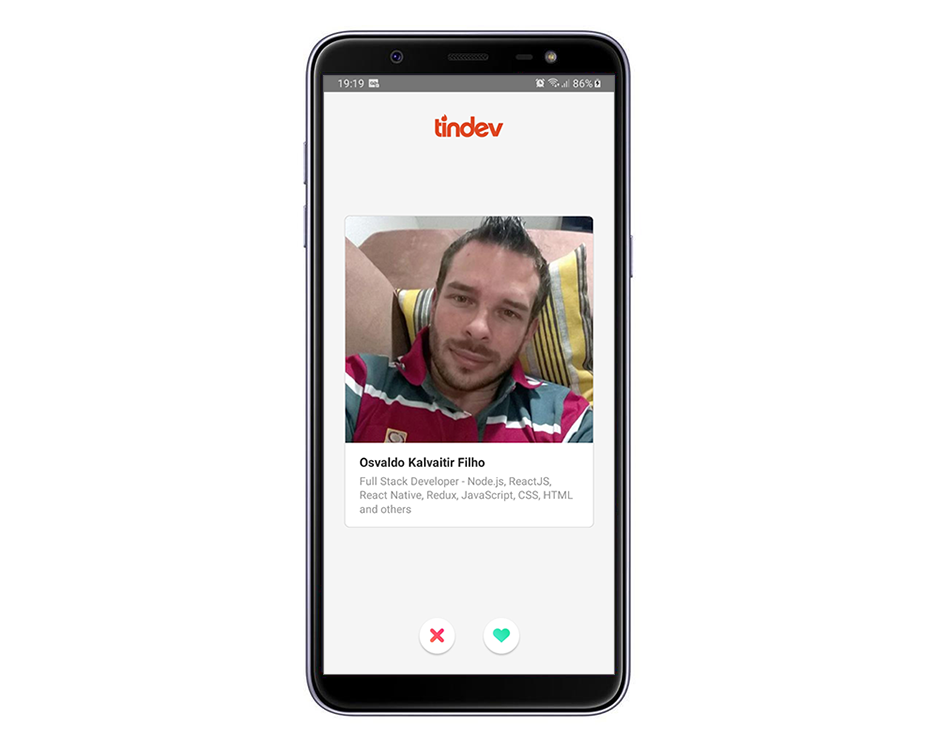 19:19
86%
tindev
Osvaldo Kalvaitir Filho
Full Stack Developer - Node.js, ReactJS,
React Native, Redux, JavaScript, CSS, HTML
and others